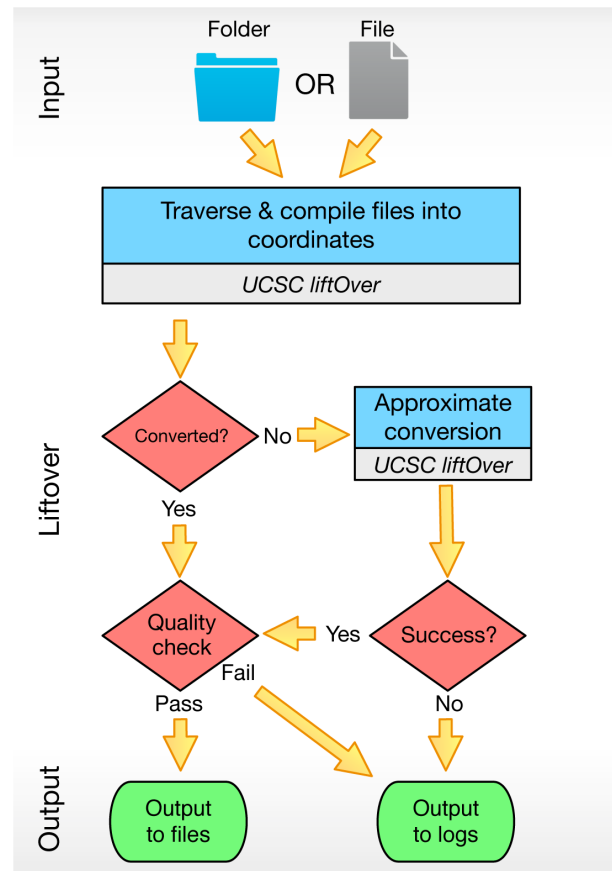 Folder
File
Input
OR
Traverse & compile files into
coordinates
UCSC liftOver
Liftover
Converted?
No
Approximate
conversion
UCSC liftOver
Yes
Quality
check
Yes
Success?
Fail
Pass
No
Output
Output
to files
Output
to logs